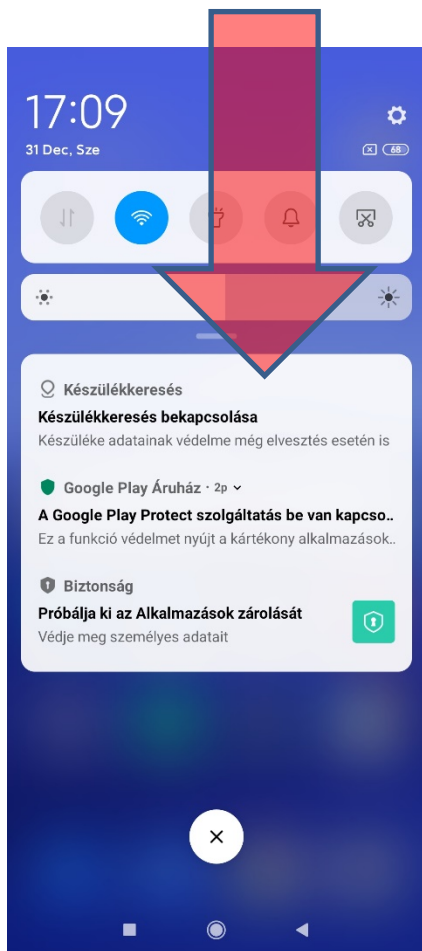 17:09
31 Dec, Sze
68
Készülékkeresés
Készülékkeresés bekapcsolása
Készüléke adatainak védelme még elvesztés esetén is
Google Play Áruház · 2p
A Google Play Protect szolgáltatás be van kapcso..
Ez a funkció védelmet nyújt a kártékony alkalmazások..
Biztonság
Próbálja ki az Alkalmazások zárolását
Védje meg személyes adatait